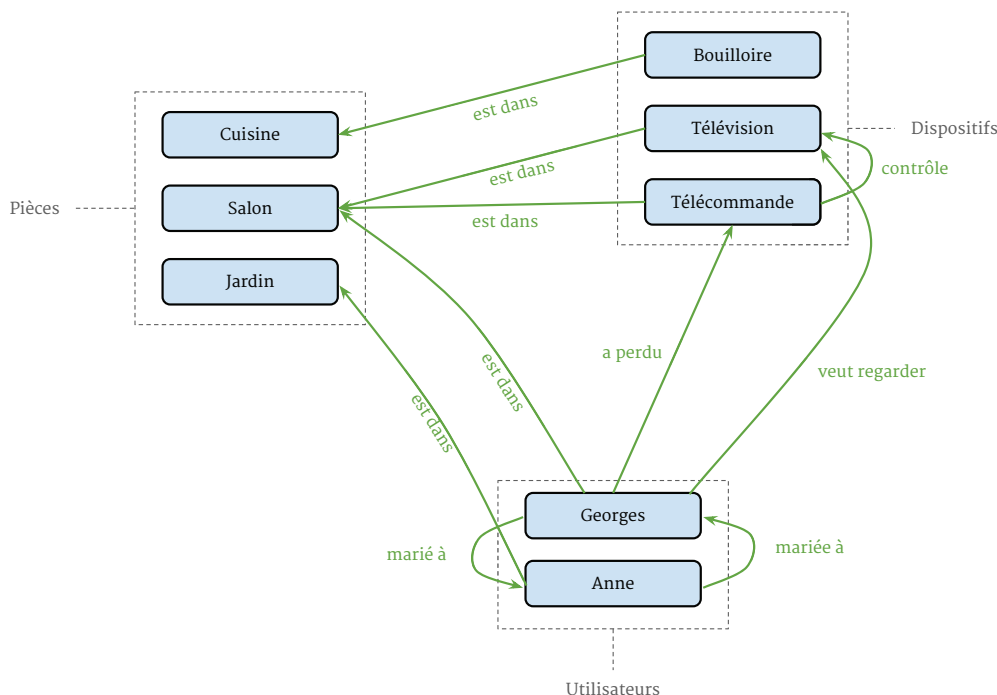 Bouilloire
est dans
Cuisine
Télévision
Dispositifs
est dans
contrôle
Pièces
Salon
est dans
Télécommande
Jardin
a perdu
est dans
veut regarder
est dans
Georges
marié à
mariée à
Anne
Utilisateurs